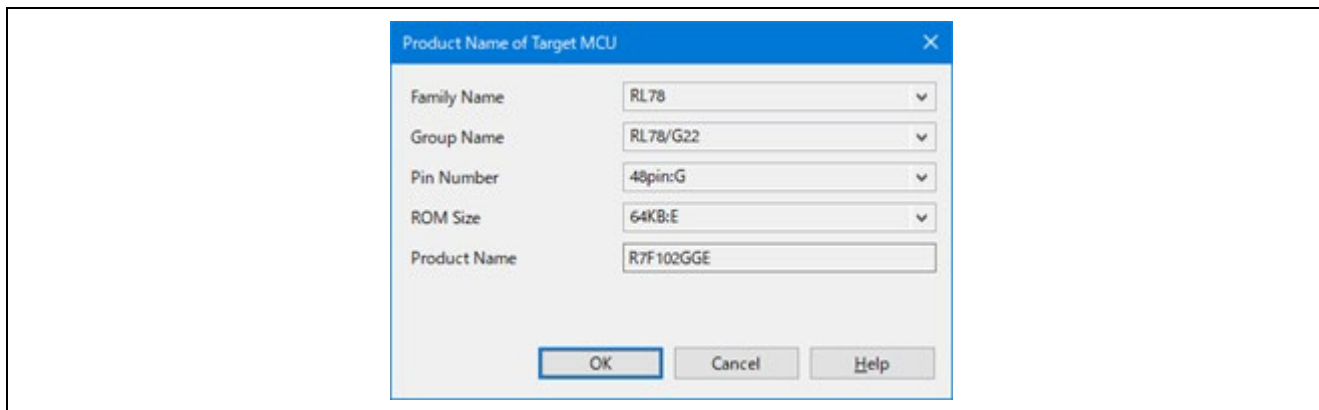 Product Name of Target MCU
Family Name RL78
Group Name RL78/G22
Pin Number 48pin:G
ROM Size 64KB:E
Product Name R7F102GGE
OK Cancel Help